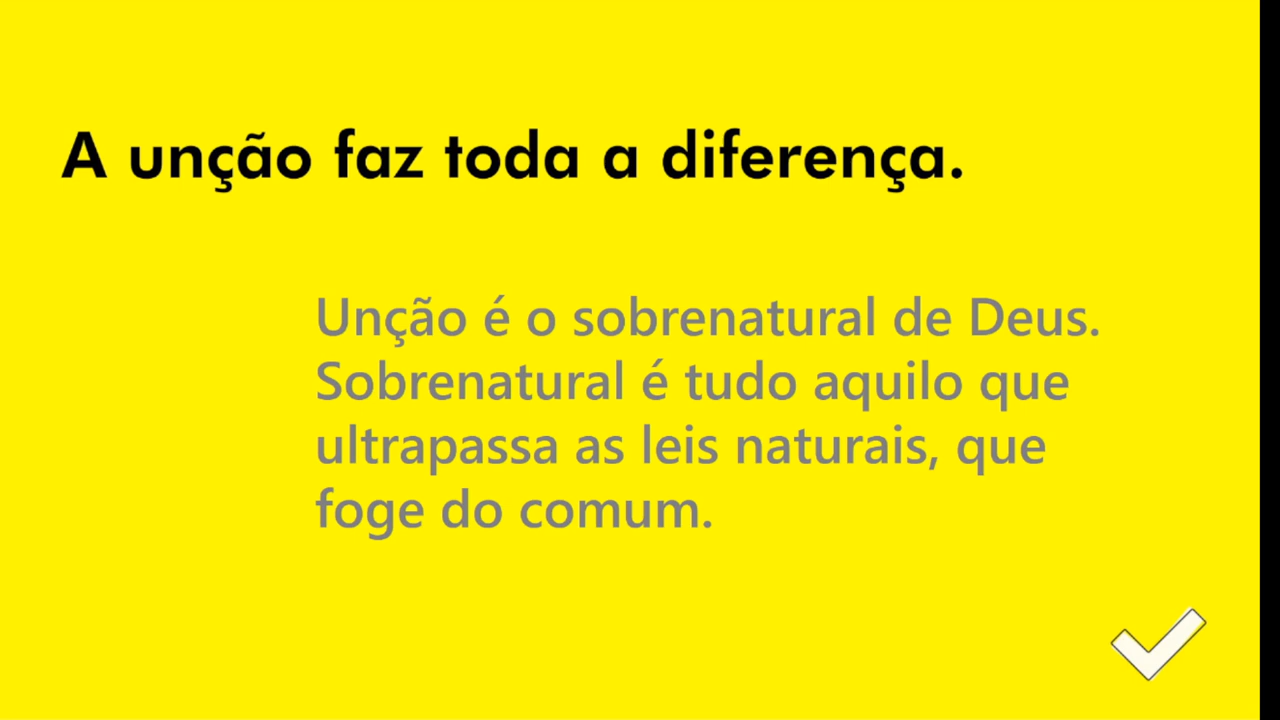 A unção faz toda a diferença.
Unção é o sobrenatural de Deus.
Sobrenatural é tudo aquilo que
ultrapassa as leis naturais, que
foge do comum.